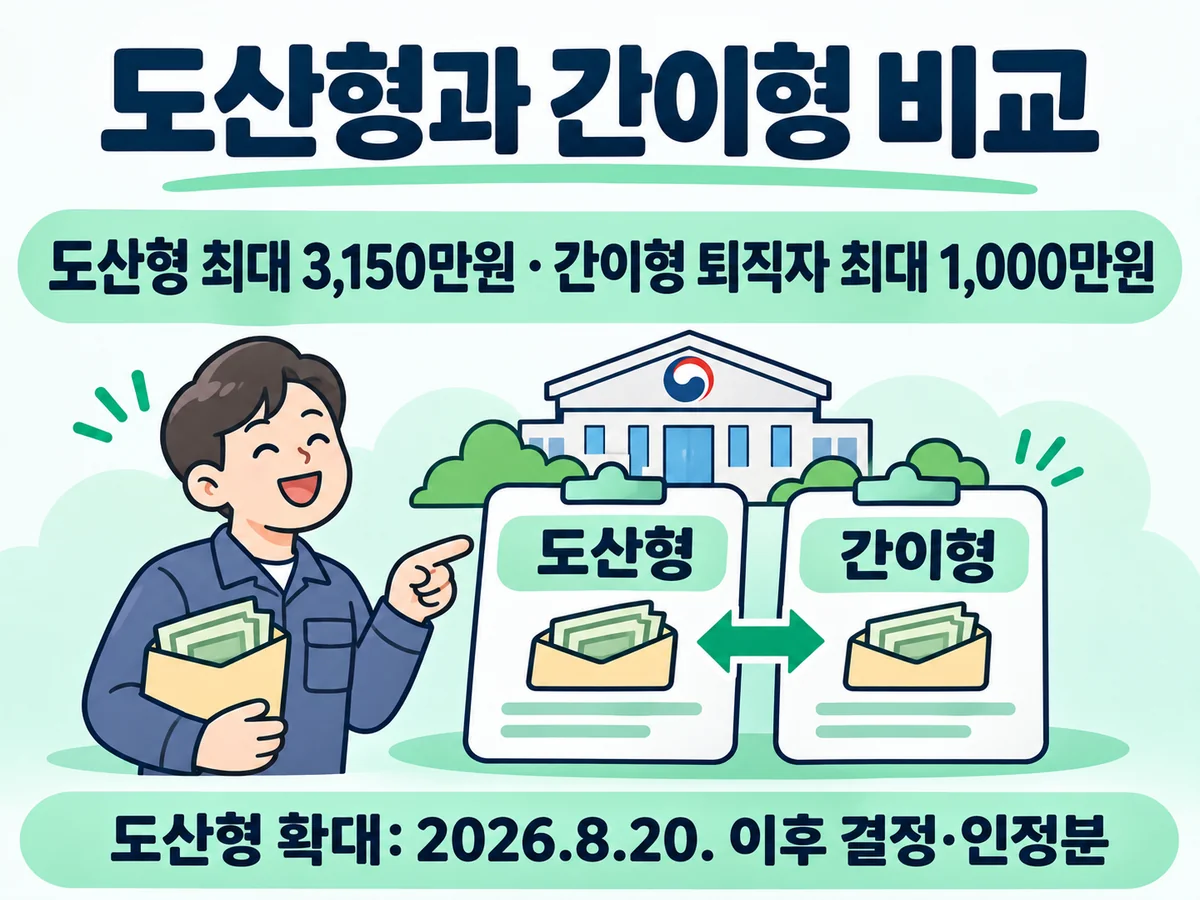 도산형과 간이형 비교
도산형 최대 3,150만원 · 간이형 퇴직자 최대 1,000만원
도산형
간이형
도산형 확대: 2026.8.20. 이후 결정·인정분